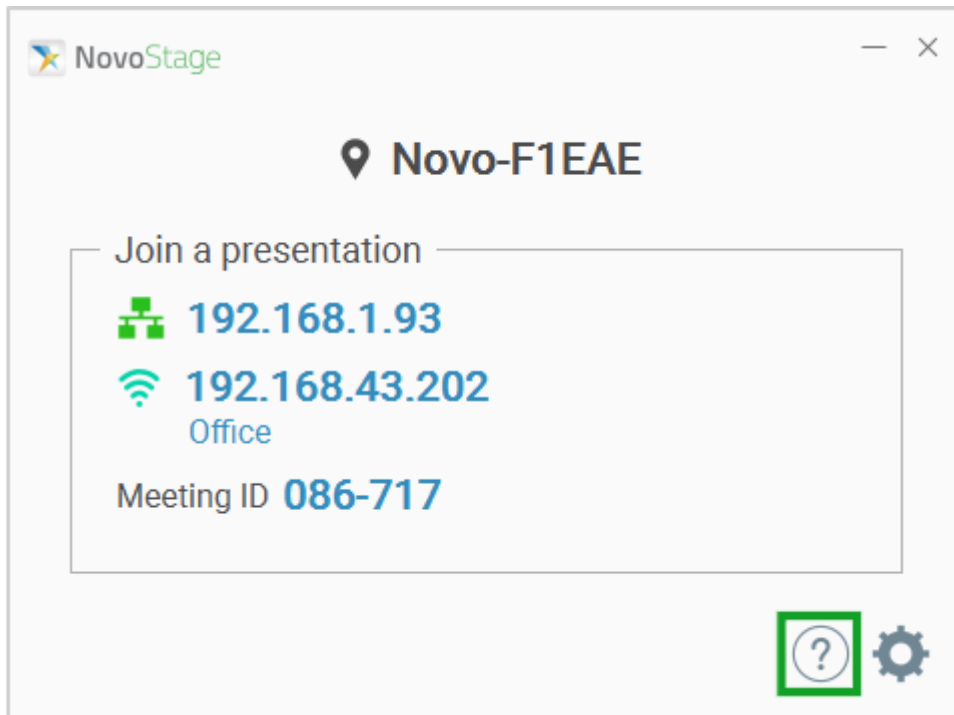 NovoStage
Novo-F1EAE
Join a presentation
192.168.1.93
192.168.43.202
Office
Meeting ID 086-717
?